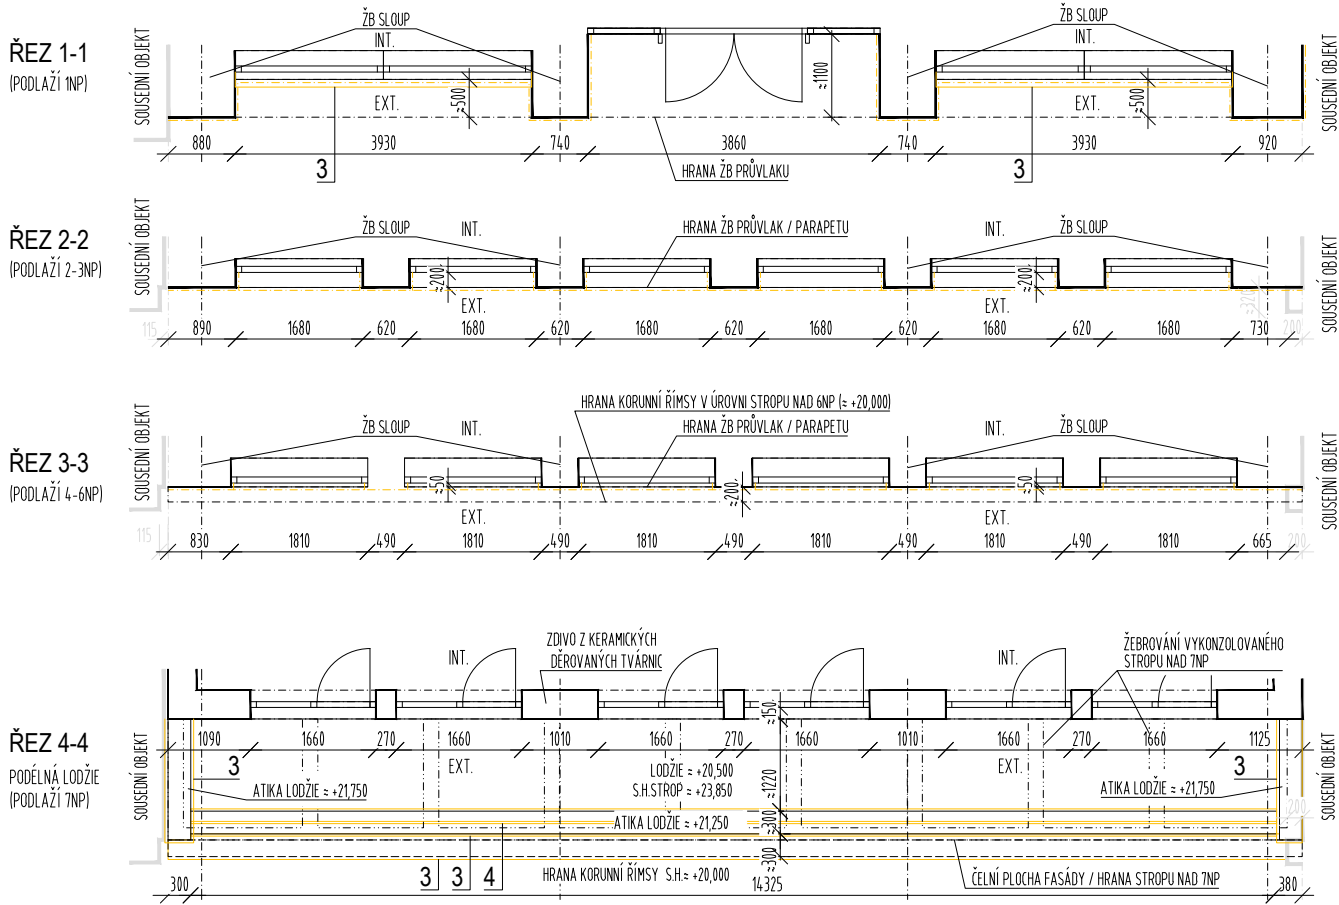 ŘEZ 1-1
(PODLAŽÍ 1NP)
SOUSEDNÍ OBJEKT
ŽB SLOUP
INT.
EXT.
≈500
≈1100
ŽB SLOUP
INT.
EXT.
≈500
SOUSEDNÍ OBJEKT
880
3930
740
3860
740
3930
920
3
HRANA ŽB PRŮVLAKU
3
ŘEZ 2-2
(PODLAŽÍ 2-3NP)
SOUSEDNÍ OBJEKT
ŽB SLOUP
INT.
HRANA ŽB PRŮVLAK / PARAPETU
INT.
ŽB SLOUP
SOUSEDNÍ OBJEKT
≈200
≈200
≈320
EXT.
EXT.
115
890
1680
620
1680
620
1680
620
1680
620
1680
620
1680
730
200
HRANA KORUNNÍ ŘÍMSY V ÚROVNI STROPU NAD 6NP (≈ +20,000)
ŘEZ 3-3
(PODLAŽÍ 4-6NP)
SOUSEDNÍ OBJEKT
ŽB SLOUP
INT.
HRANA ŽB PRŮVLAK / PARAPETU
INT.
ŽB SLOUP
SOUSEDNÍ OBJEKT
≈50
≈200
≈50
EXT.
EXT.
115
830
1810
490
1810
490
1810
490
1810
490
1810
490
1810
665
200
ZDIVO Z KERAMICKÝCH
DĚROVANÝCH TVÁRNIC
ŽEBROVÁNÍ VYKONZOLOVANÉHO
STROPU NAD 7NP
INT.
INT.
ŘEZ 4-4
PODÉLNÁ LODŽIE
(PODLAŽÍ 7NP)
SOUSEDNÍ OBJEKT
≈150
1090
1660
270
1660
1010
1660
270
1660
1010
1660
270
1660
1125
3
EXT.
LODŽIE ≈ +20,500
S.H.STROP ≈ +23,850
≈1220
EXT.
3
SOUSEDNÍ OBJEKT
ATIKA LODŽIE ≈ +21,750
ATIKA LODŽIE ≈ +21,750
200
ATIKA LODŽIE ≈ +21,250
≈300
≈300
3
3
4
HRANA KORUNNÍ ŘÍMSY S.H.≈ +20,000
ČELNÍ PLOCHA FASÁDY / HRANA STROPU NAD 7NP
300
14325
380